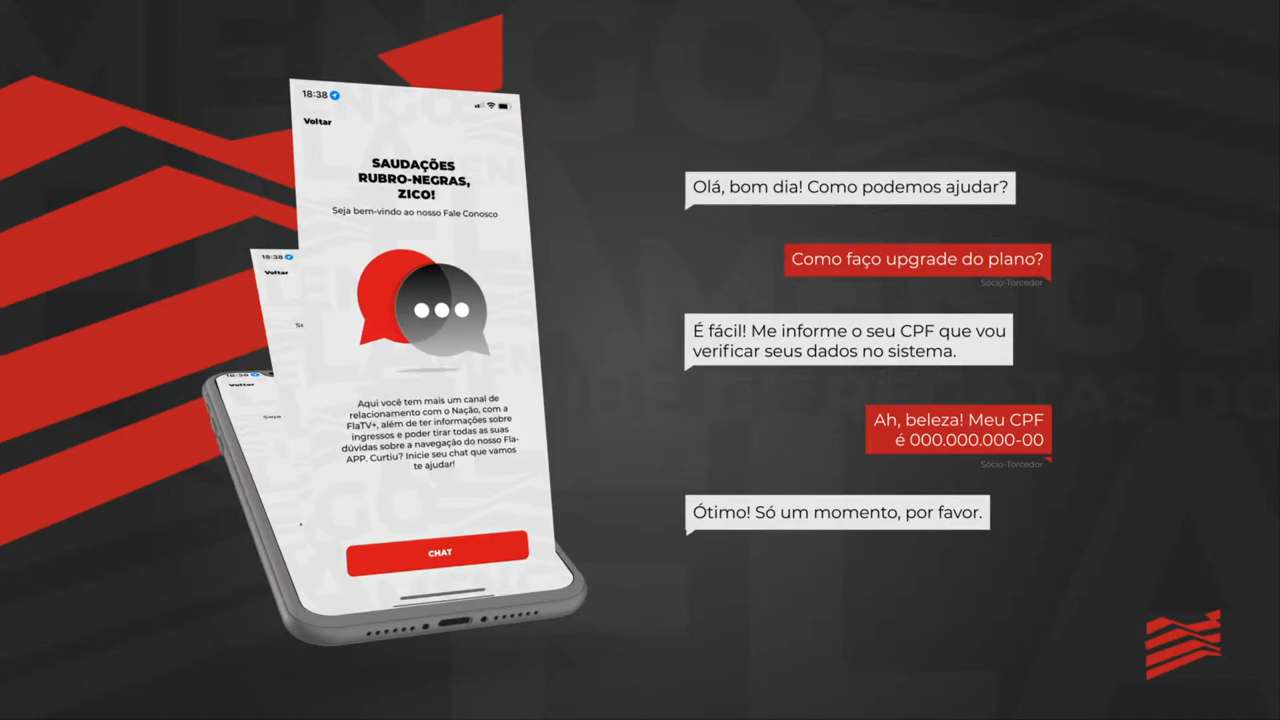 18:38
Voltar
SAUDAÇÕES
RUBRO-NEGRAS,
ZICO!
Seja bem-vindo ao nosso Fale Conosco
Aqui você tem mais um canal de
relacionamento com o Nação, com a
FlaTV+, além de ter informações sobre
ingressos e poder tirar todas as suas
dúvidas sobre a navegação do nosso Fla-
APP. Curtiu? Inicie seu chat que vamos
te ajudar!
CHAT
18:38
Voltar
Se
18:38
Voltar
Seja
Olá, bom dia! Como podemos ajudar?
Como faço upgrade do plano?
Sócio-Torcedor
É fácil! Me informe o seu CPF que vou
verificar seus dados no sistema.
Ah, beleza! Meu CPF
é 000.000.000-00
Sócio-Torcedor
Ótimo! Só um momento, por favor.